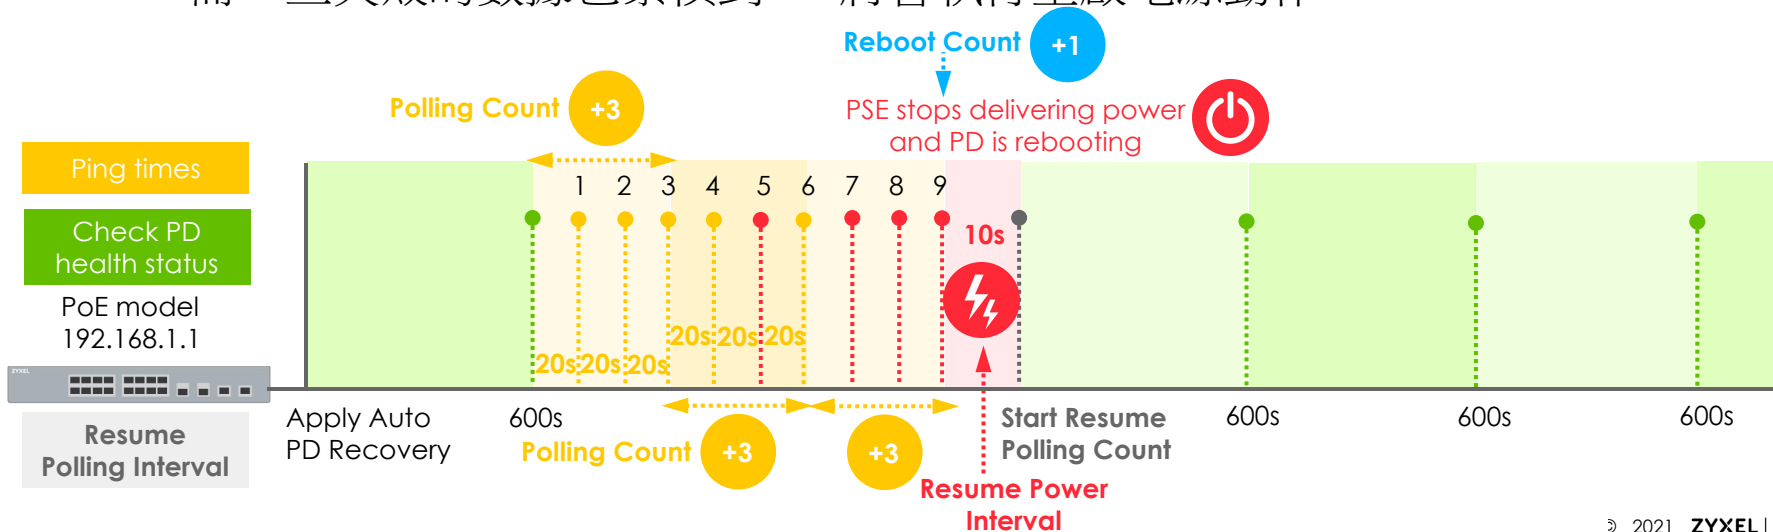 Reboot Count +1
Polling Count +3
PSE stops delivering power
and PD is rebooting
Ping times
1 2 3 4 5 6 7 8 9
Check PD
health status
10s
PoE model
192.168.1.1
20s 20s 20s
20s 20s 20s
ZYXEL
Apply Auto
PD Recovery
600s
Start Resume
Polling Count
600s
600s
600s
Resume
Polling Interval
Polling Count +3
+3
Resume Power
Interval
2021 ZYXEL |